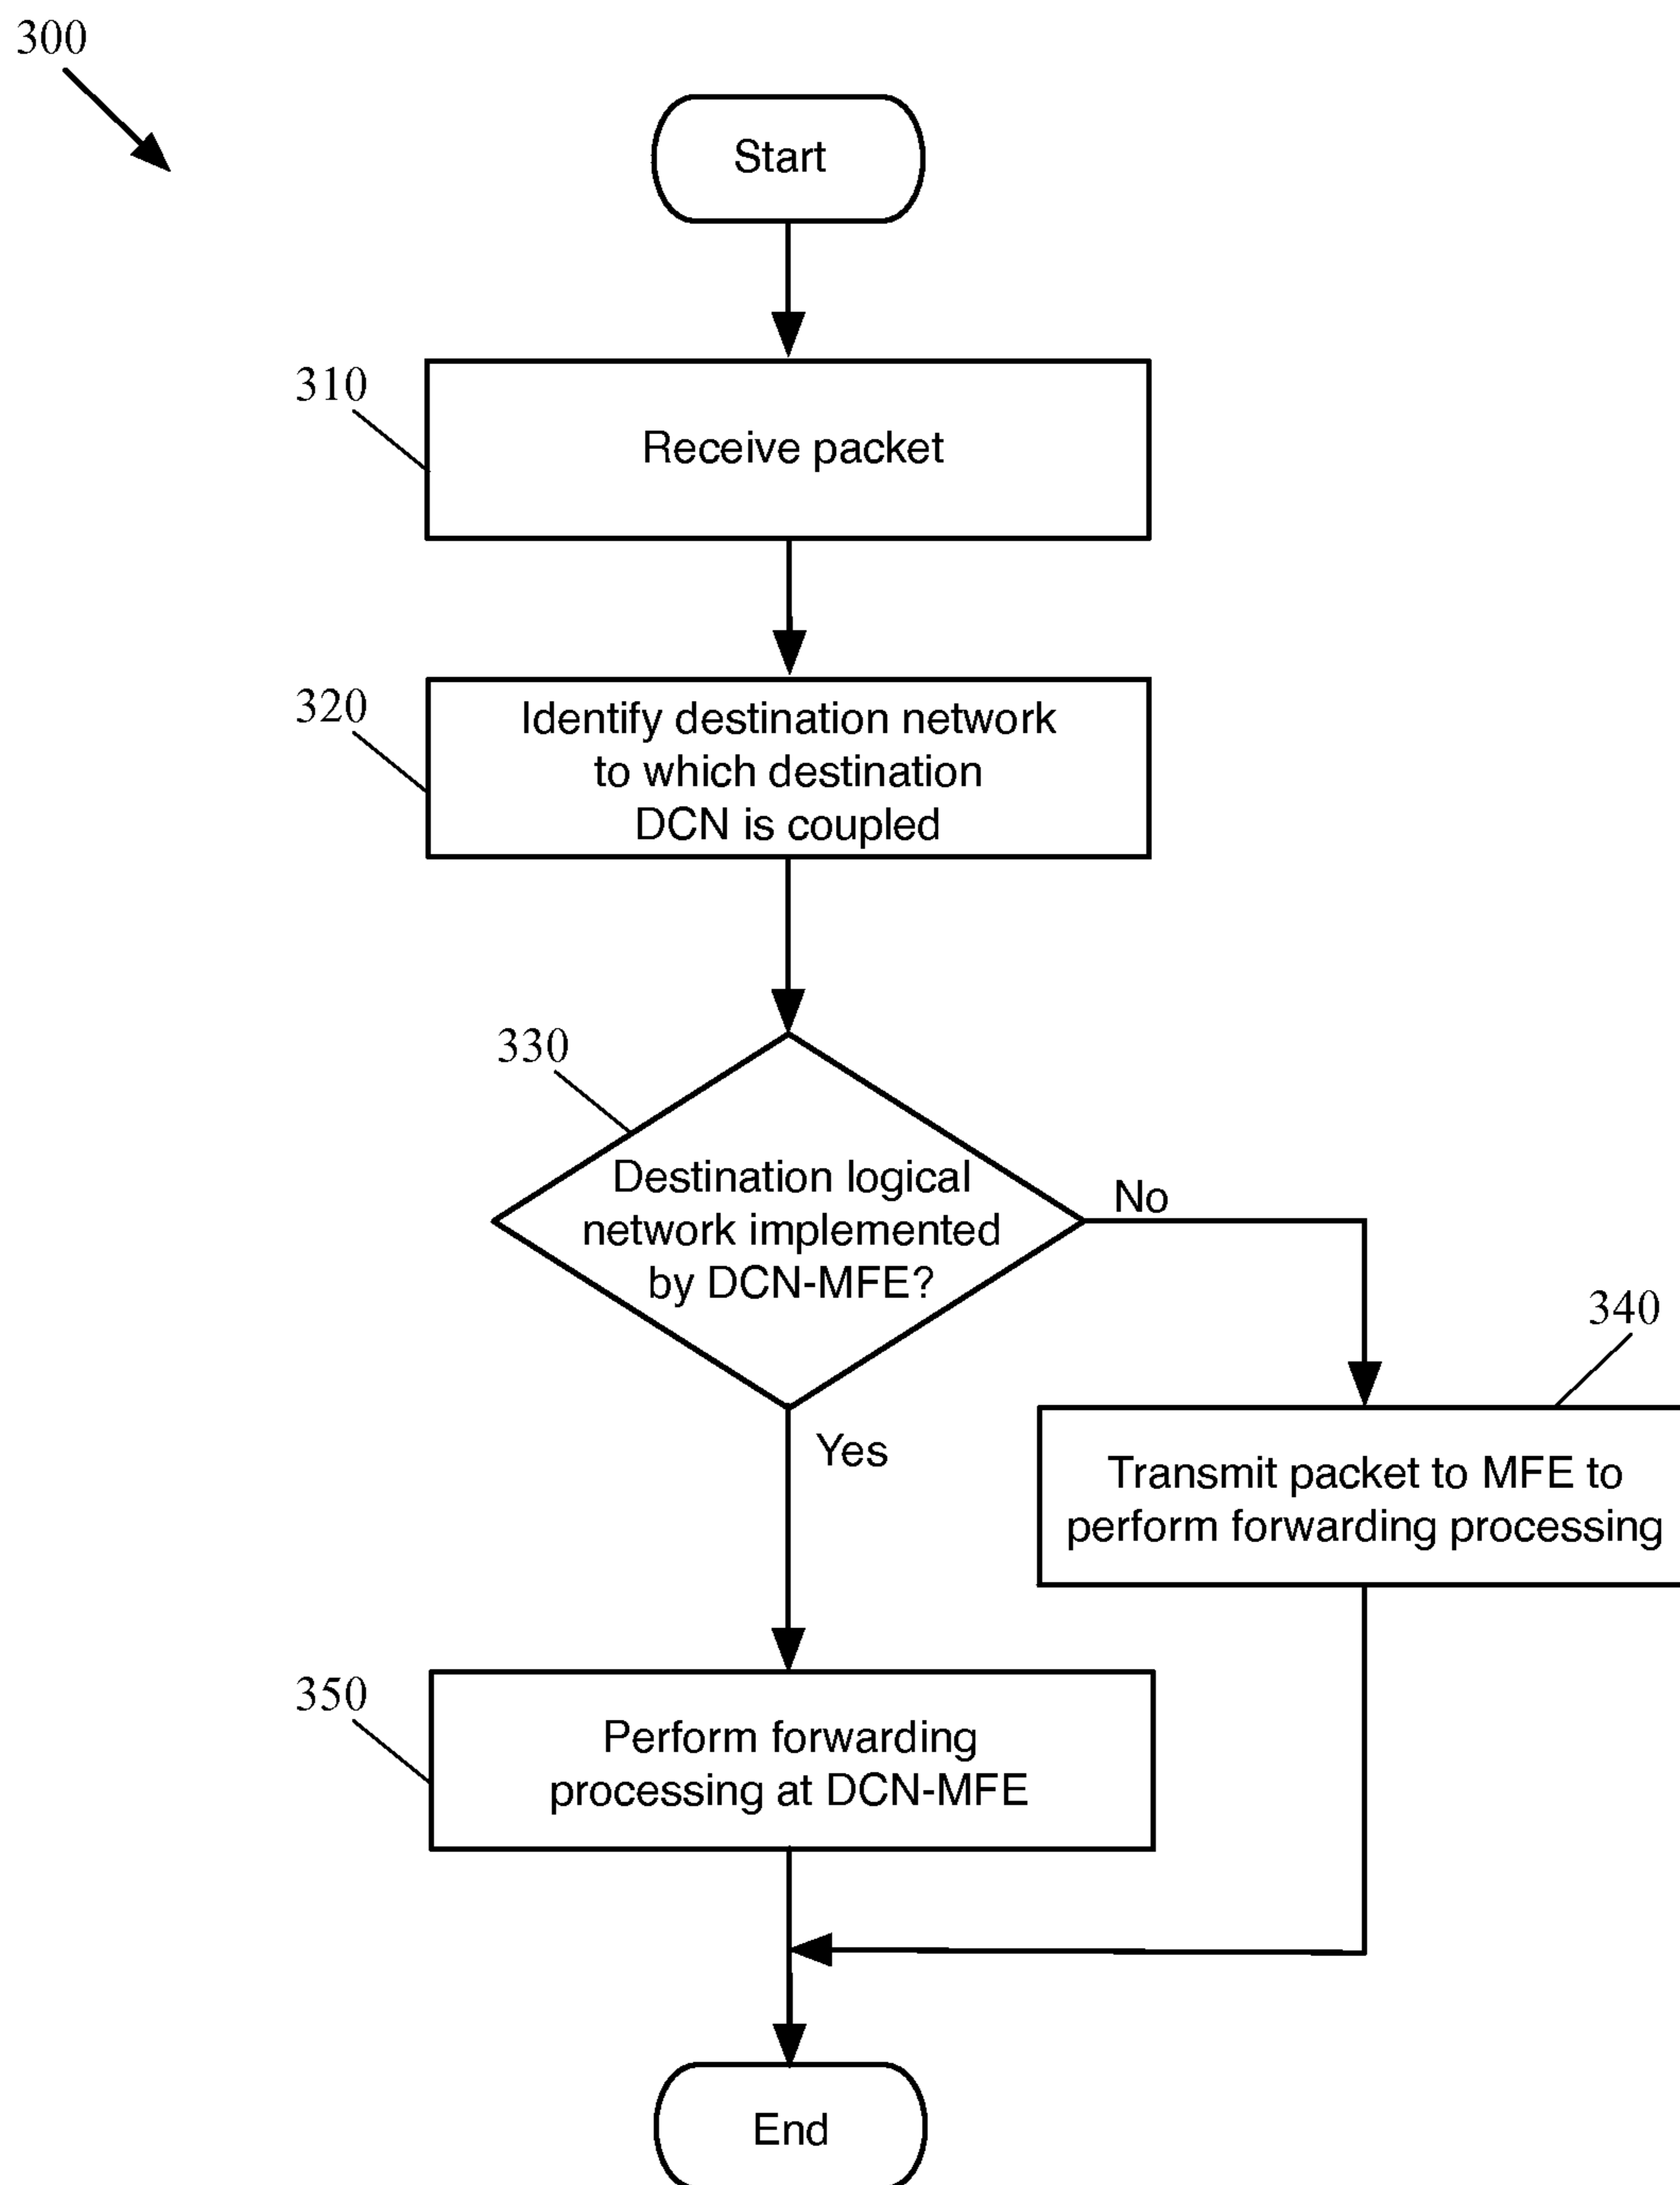 300
Start
310
Receive packet
320
Identify destination network
to which destination
DCN is coupled
330
Destination logical
network implemented
by DCN-MFE?
No
340
Yes
Transmit packet to MFE to
perform forwarding processing
350
Perform forwarding
processing at DCN-MFE
End